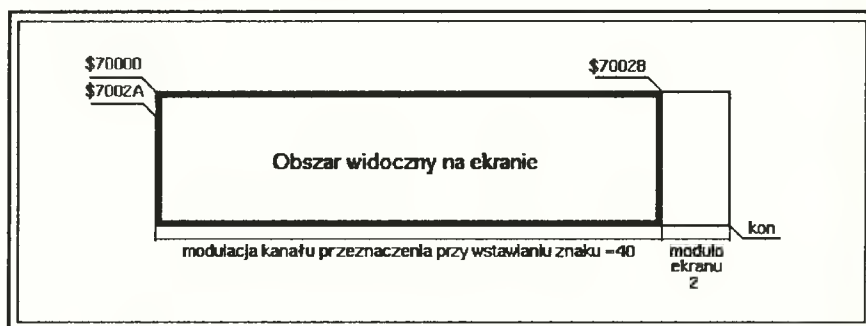 $70000
$70028
$7002A
Obszar widoczny na ekranie
kon
modulacja kanału przeznaczenia przy wstawianiu znaku =40
modulo
ekranu
2